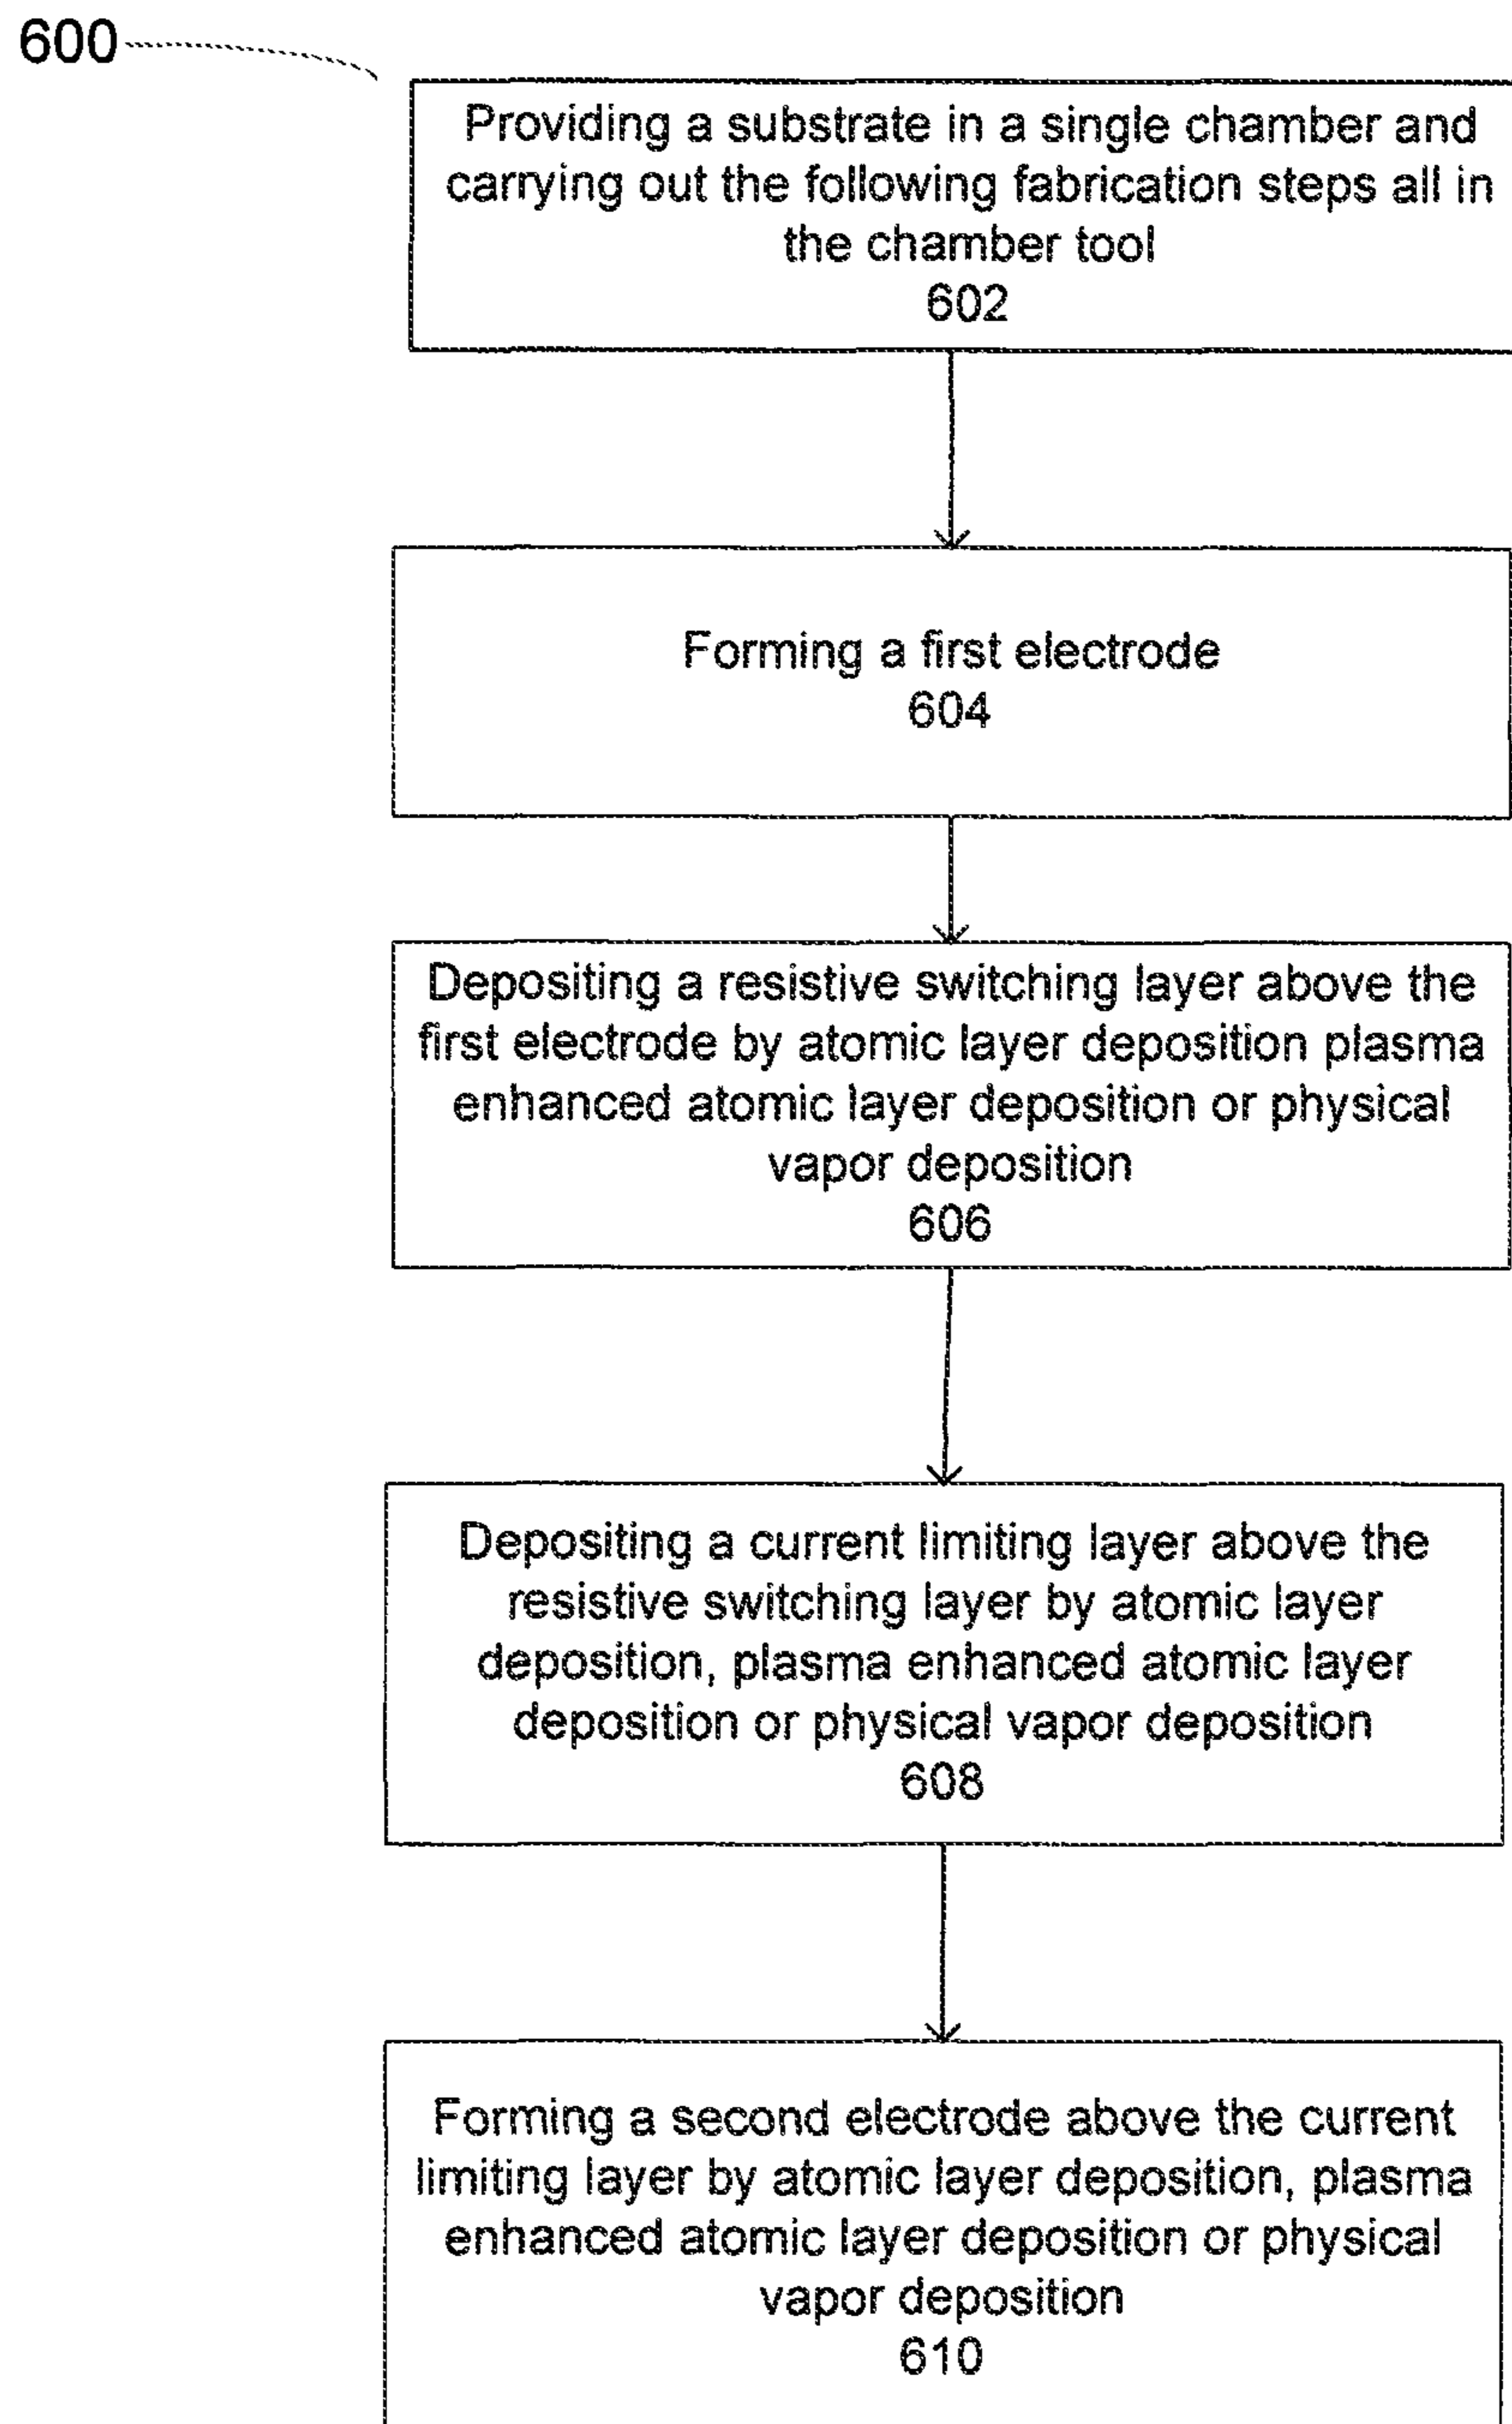 600
Providing a substrate in a single chamber and
carrying out the following fabrication steps all in
the chamber tool
602
Forming a first electrode
604
Depositing a resistive switching layer above the
first electrode by atomic layer deposition plasma
enhanced atomic layer deposition or physical
vapor deposition
606
Depositing a current limiting layer above the
resistive switching layer by atomic layer
deposition, plasma enhanced atomic layer
deposition or physical vapor deposition
608
Forming a second electrode above the current
limiting layer by atomic layer deposition, plasma
enhanced atomic layer deposition or physical
vapor deposition
610